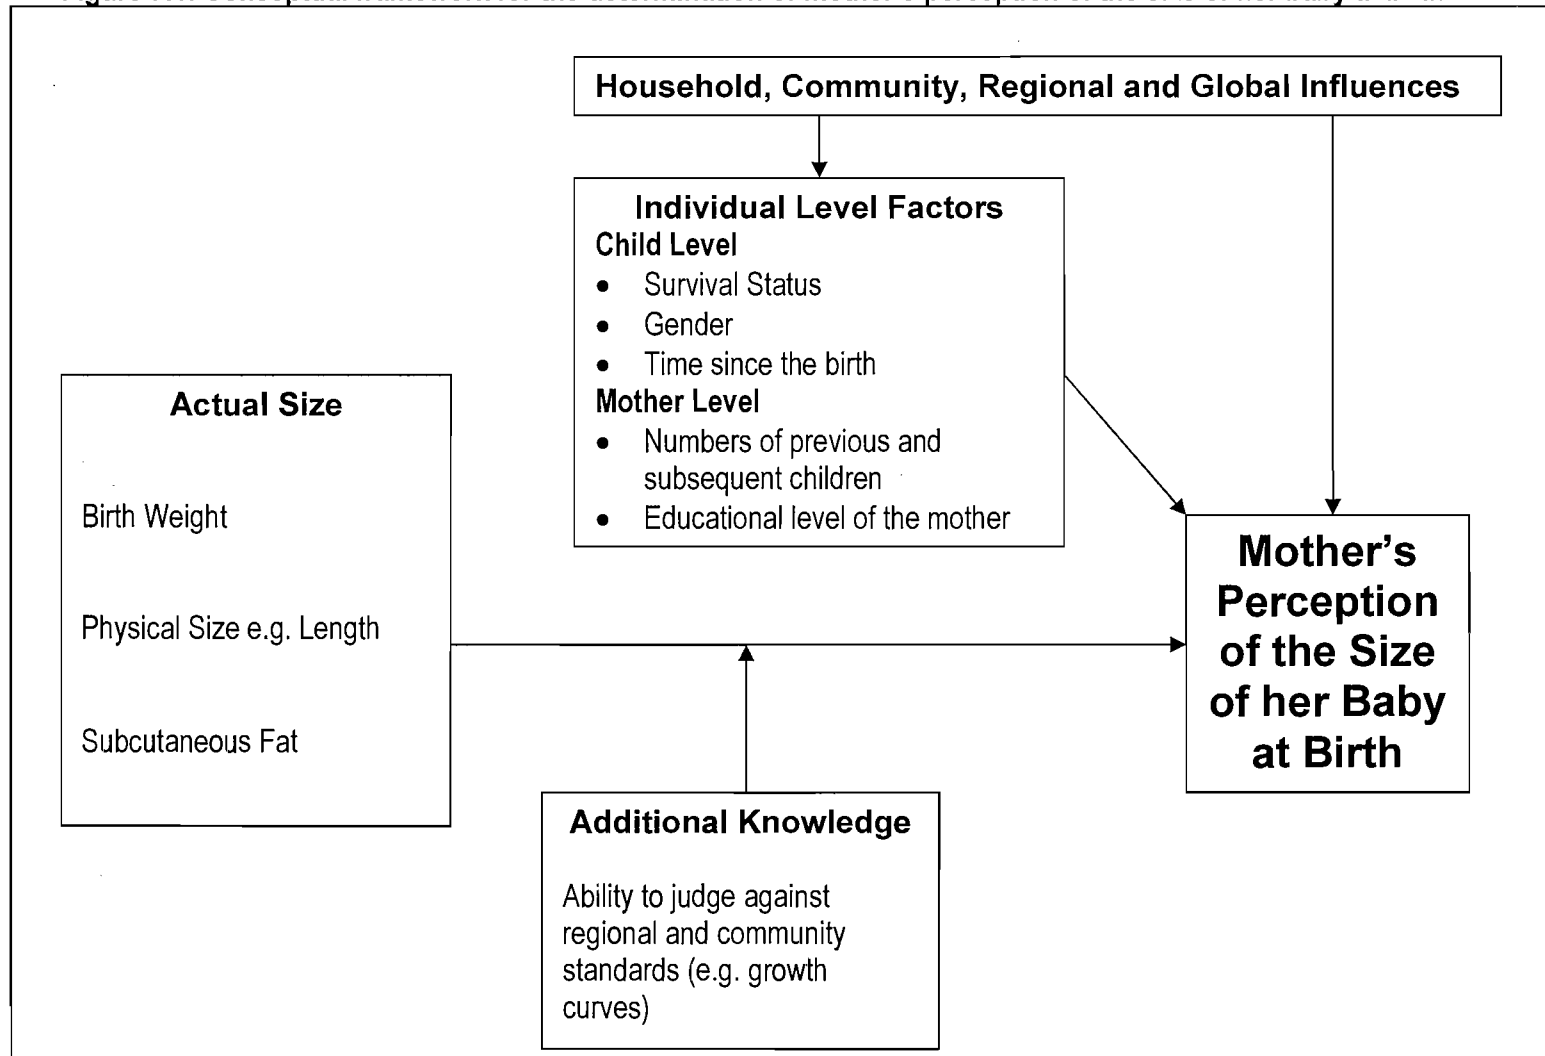 Household, Community, Regional and Global Influences
Individual Level Factors
Child Level
• Survival Status
• Gender
• Time since the birth
Mother Level
• Numbers of previous and
subsequent children
• Educational level of the mother
Actual Size
Birth Weight
Physical Size e.g. Length
Subcutaneous Fat
Mother’s
Perception
of the Size
of her Baby
at Birth
Additional Knowledge
Ability to judge against
regional and community
standards (e.g. growth
curves)